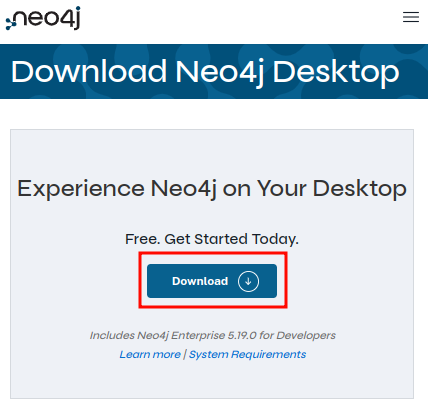 neo4j
Download Neo4j Desktop
Experience Neo4j on Your Desktop
Free. Get Started Today.
Download
Includes Neo4j Enterprise 5.19.0 for Developers
Learn more | System Requirements